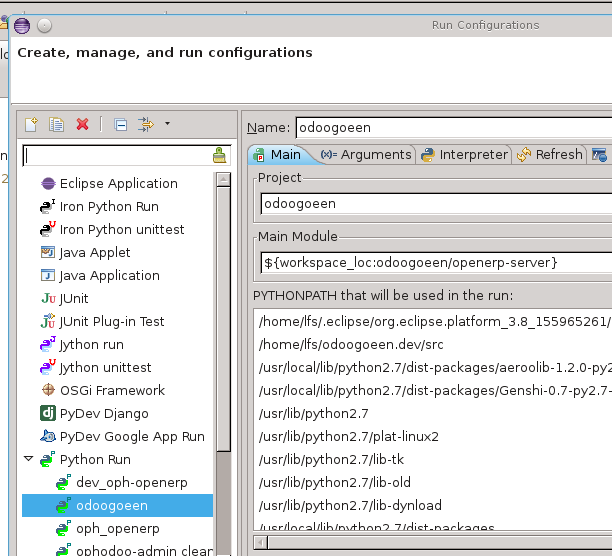 Run Configurations
Create, manage, and run configurations
Name: odoogoeen
Main (x)= Arguments Interpreter Refresh
Eclipse Application
Iron Python Run
Iron Python unittest
Java Applet
Java Application
JUnit
JUnit Plug-in Test
Jython run
Jython unittest
OSGi Framework
PyDev Django
PyDev Google App Run
Python Run
dev_oph-openerp
odoogoeen
oph_openerp
ophodoo-admin clear
Project
odoogoeen
Main Module
${workspace_loc:odoogoeen/openerp-server}
PYTHONPATH that will be used in the run:
/home/lfs/.eclipse/org.eclipse.platform_3.8_155965261/
/home/lfs/odoogoeen.dev/src
/usr/local/lib/python2.7/dist-packages/aeroolib-1.2.0-py2
/usr/local/lib/python2.7/dist-packages/Genshi-0.7-py2.7-
/usr/lib/python2.7
/usr/lib/python2.7/plat-linux2
/usr/lib/python2.7/lib-tk
/usr/lib/python2.7/lib-old
/usr/lib/python2.7/lib-dynload
/usr/local/lib/python2.7/dist-packages